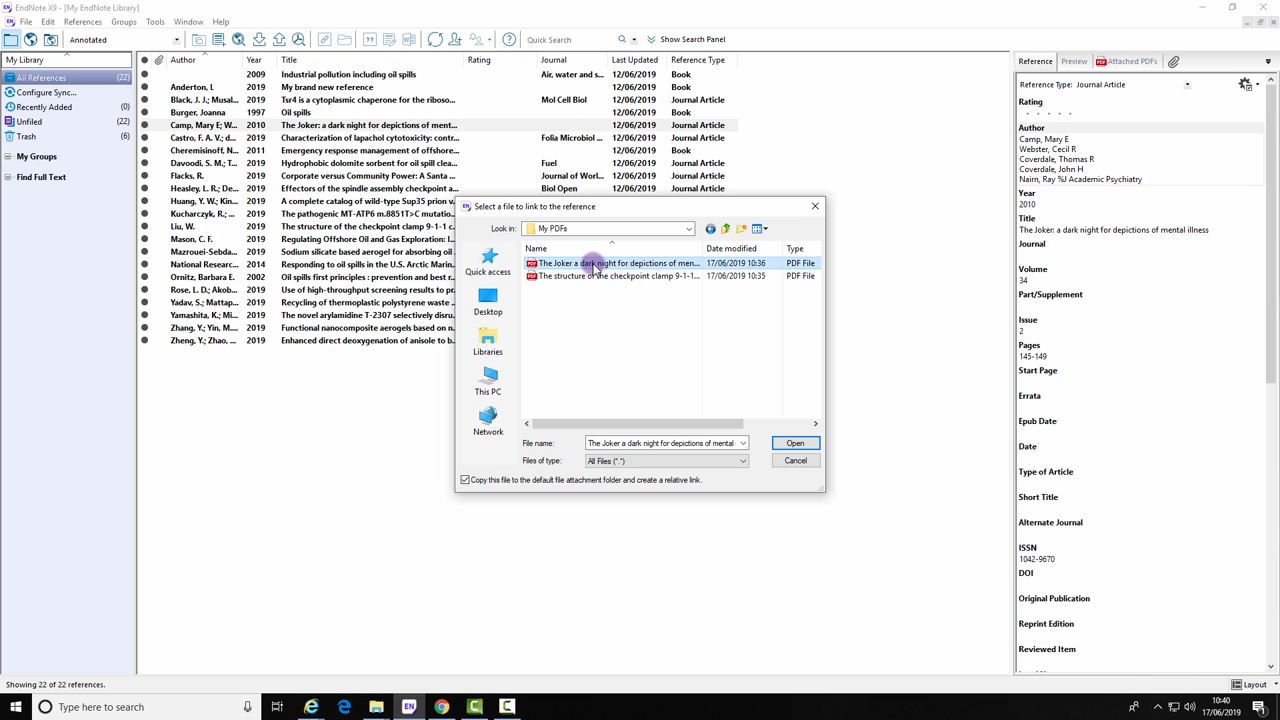 EndNote X9 - [My EndNote Library]
File Edit References Groups Tools Window Help
Annotated Quick Search Show Search Panel
My Library
All References (22)
Configure Sync...
Recently Added (0)
Unfiled (22)
Trash (6)
My Groups
Find Full Text
Author Year Title Rating Journal Last Updated Reference Type
2009 Industrial pollution including oil spills Air, water and s... 12/06/2019 Book
Anderton, I. My brand new reference 12/06/2019 Book
Black, J. J.; Musal... 2019 Tsr4 is a cytoplasmic chaperone for the riboso... Mol Cell Biol 12/06/2019 Journal Article
Burger, Joanna 1997 Oil spills 12/06/2019 Book
Camp, Mary E; W... 2010 The Joker: a dark night for depictions of ment... 12/06/2019 Journal Article
Castro, F. A. V.; d... 2019 Characterization of lapachol cytotoxicity: contr... Folia Microbiol ... 12/06/2019 Journal Article
Cheremisinoff, N... 2011 Emergency response management of offshore... 12/06/2019 Book
Davoodi, S. M.; T... 2019 Hydrophobic dolomite sorbent for oil spill clea... Fuel 12/06/2019 Journal Article
Flacks, R. 2019 Corporate versus Community Power: A Santa ... Journal of Worl... 12/06/2019 Journal Article
Heasley, L. R.; De... 2019 Effectors of the spindle assembly checkpoint a... Biol Open 12/06/2019 Journal Article
Horikoshi, Y.;
2019 A complete catalog of wild-type Sup35 prion v...
Kucharczyk, R.; ... 2019 The pathogenic MT-ATP6 m.8851T>C mutatio...
Liu, W. 2019 The structure of the checkpoint clamp 9-1-1 c...
Mason, C. F. 2019 Regulating Offshore Oil and Gas Exploration: I...
Mazrouei-Sebda... 2019 Sodium silicate based aerogel for absorbing oil ...
National Researc... 2014 Responding to oil spills in the U.S. Arctic Marin...
Ornitz, Barbara E. 2002 Oil spills first principles : prevention and best r...
Rose, L. D.; Akob... 2019 Use of high-throughput screening results to pr...
Yadav, S.; Mattap... 2019 Recycling of thermoplastic polystyrene waste ...
Yamashita, K.; Mi... 2019 The novel arylamidine T-2307 selectively disru...
Zhang, Y.; Yin, M.... 2019 Functional nanocomposite aerogels based on n...
Zheng, Y.; Zhao, ... 2019 Enhanced direct deoxygenation of anisole to b...
Select a file to link to the reference
Look in: My PDFs
Name Date modified Type
The Joker a dark night for depictions of men... 17/06/2019 10:36 PDF File
The structure of the checkpoint clamp 9-1-1... 17/06/2019 10:35 PDF File
Quick access
Desktop
Libraries
This PC
Network
File name: The Joker a dark night for depictions of mental Open
Files of type: All Files (*.*) Cancel
Copy this file to the default file attachment folder and create a relative link.
Reference Preview Attached PDFs
Reference Type: Journal Article
Rating
Author
Camp, Mary E
Webster, Cecil R
Coverdale, Thomas R
Coverdale, John H
Nairn, Ray %J Academic Psychiatry
Year
2010
Title
The Joker: a dark night for depictions of mental illness
Journal
Volume
34
Part/Supplement
Issue
2
Pages
145-149
Start Page
Errata
Epub Date
Date
Type of Article
Short Title
Alternate Journal
ISSN
1042-9670
DOI
Original Publication
Reprint Edition
Reviewed Item
Showing 22 of 22 references. Layout
Type here to search
10:40
17/06/2019